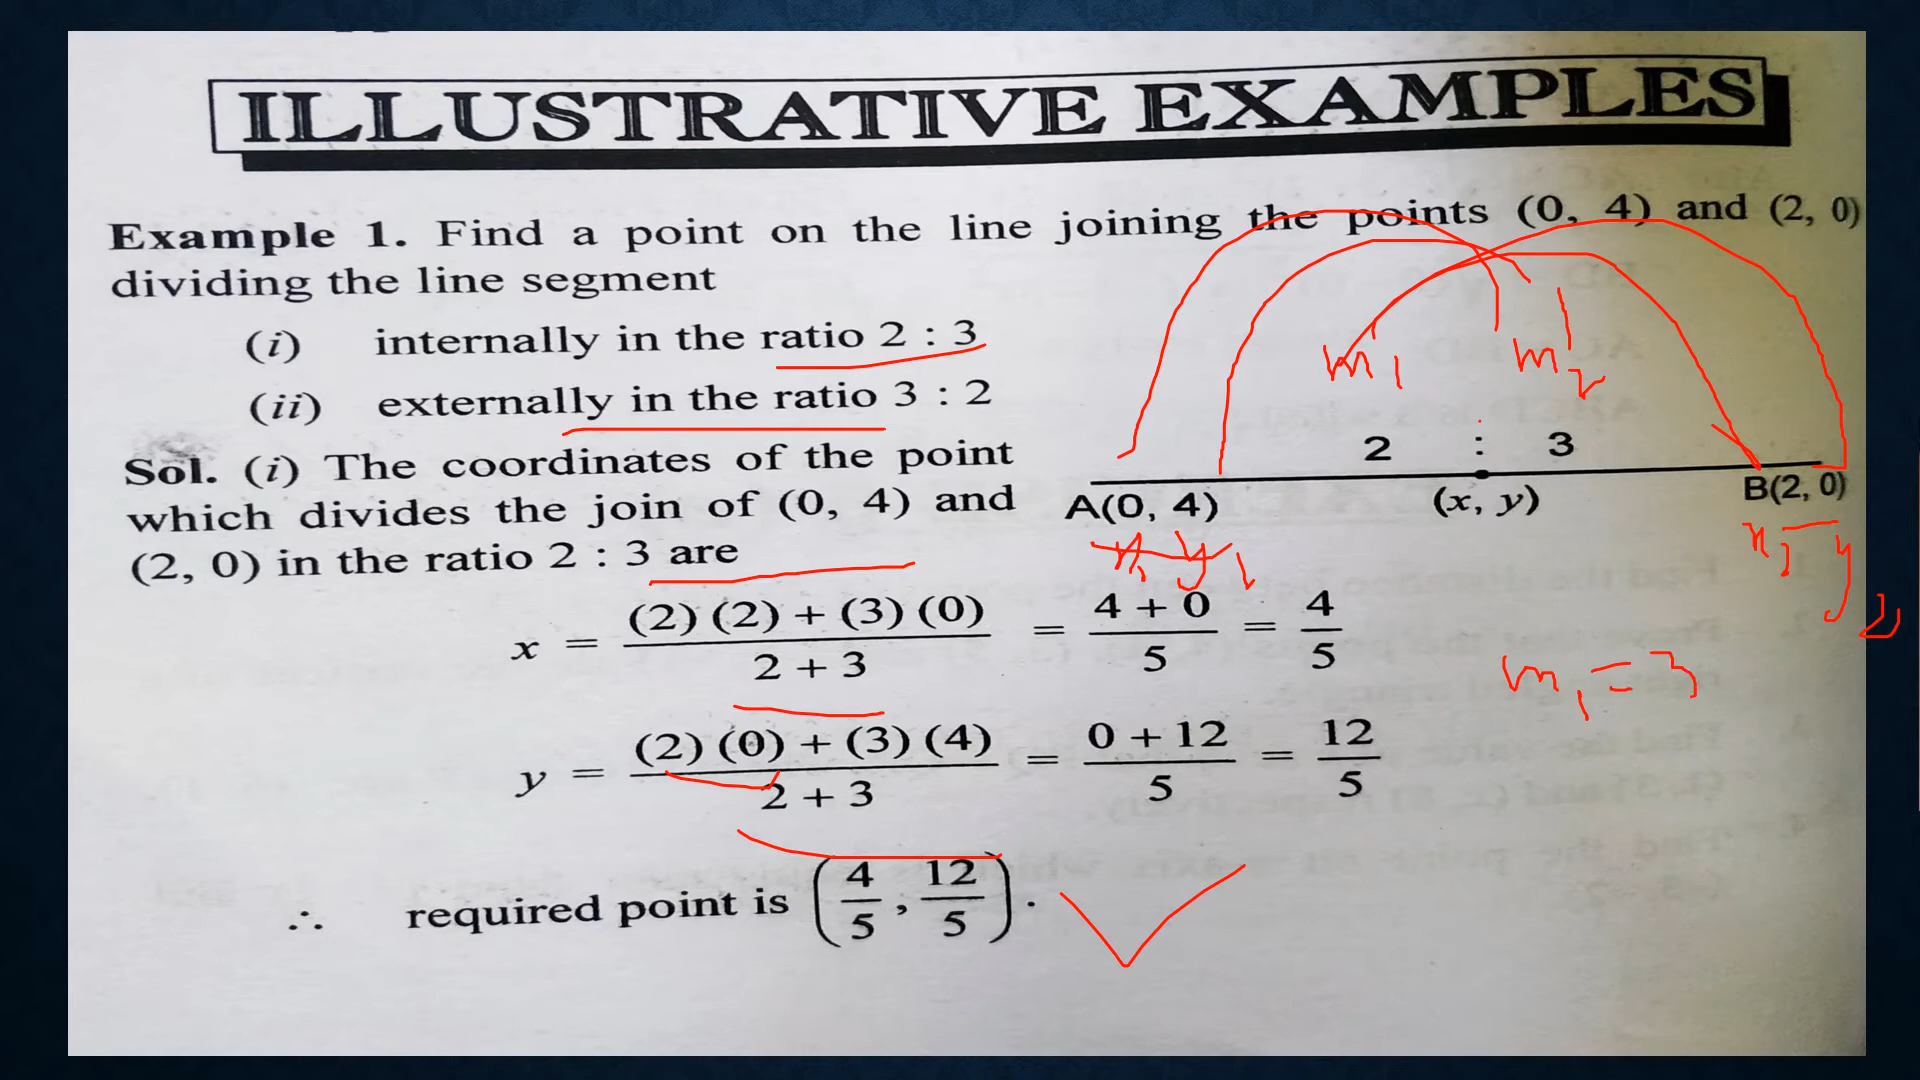 ILLUSTRATIVE EXAMPLES
Example 1. Find a point on the line joining the points (0, 4) and (2, 0)
dividing the line segment
(i) internally in the ratio 2 : 3
(ii) externally in the ratio 3 : 2
m1 m2
2 : 3
A(0, 4) (x, y) B(2, 0)
x1 y1 x2 y2
Sol. (i) The coordinates of the point
which divides the join of (0, 4) and
(2, 0) in the ratio 2 : 3 are
x = (2) (2) + (3) (0) / 2 + 3 = 4 + 0 / 5 = 4 / 5
m1 = 3
y = (2) (0) + (3) (4) / 2 + 3 = 0 + 12 / 5 = 12 / 5
∴ required point is (4/5, 12/5).